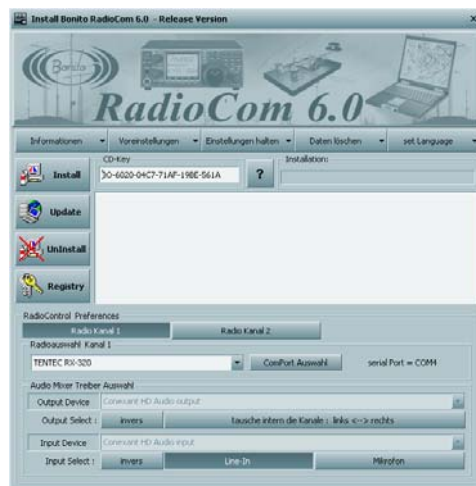 Install Bonito RadioCom 6.0 - Release Version
Bonito
RadioCom 6.0
Informationen Voreinstellungen Einstellungen halten Daten löschen set Language
CD-Key Installation:
Install ?
Update
UnInstall
Registry
RadioControl Preferences
Radio Kanal 1 Radio Kanal 2
Radioauswahl Kanal 1
TENTEC RX-320 ComPort Auswahl serial Port = COM4
Audio Mixer Treiber Auswahl
Output Device Conexant HD Audio output
Output Select : invers tausche intern die Kanale : links <--> rechts
Input Device Conexant HD Audio input
Input Select : invers Line-In Mikrofon